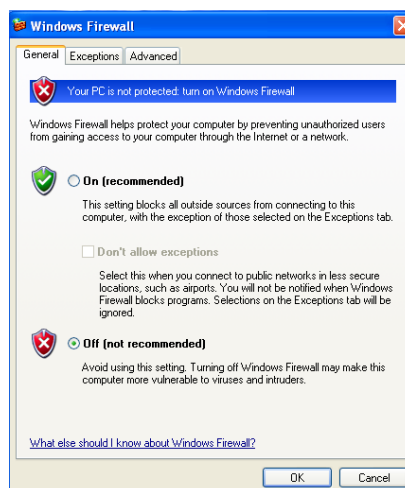 Windows Firewall
General Exceptions Advanced
Your PC is not protected: turn on Windows Firewall
Windows Firewall helps protect your computer by preventing unauthorized users
from gaining access to your computer through the Internet or a network.
On (recommended)
This setting blocks all outside sources from connecting to this
computer, with the exception of those selected on the Exceptions tab.
Don't allow exceptions
Select this when you connect to public networks in less secure
locations, such as airports. You will not be notified when Windows
Firewall blocks programs. Selections on the Exceptions tab will be
ignored.
Off (not recommended)
Avoid using this setting. Turning off Windows Firewall may make this
computer more vulnerable to viruses and intruders.
What else should I know about Windows Firewall?
OK Cancel